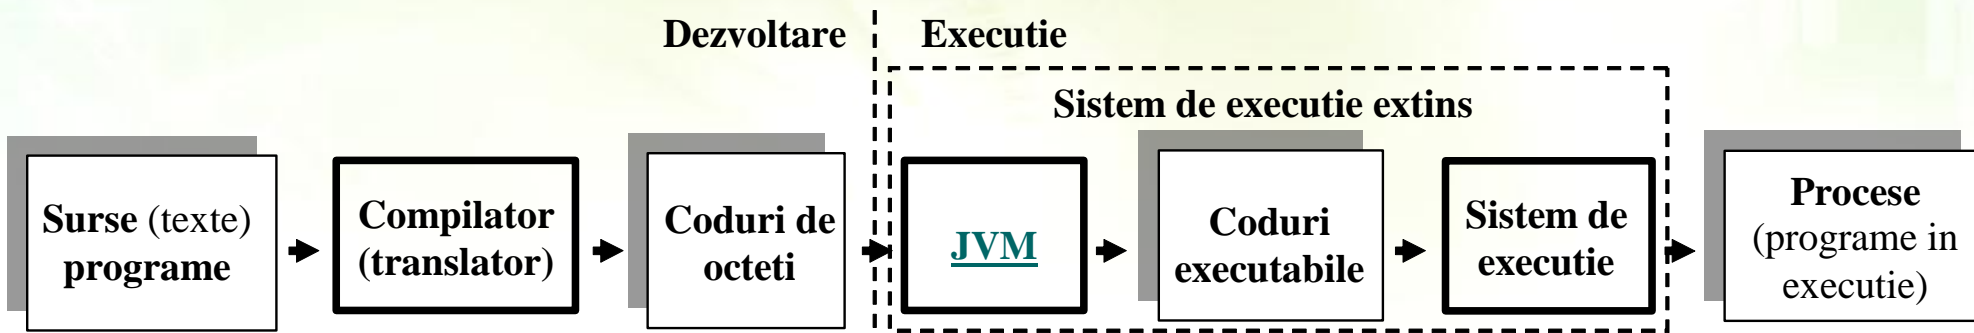 Dezvoltare
Executie
Sistem de executie extins
Surse (texte)
programe
Compilator
(translator)
Coduri de
octeti
JVM
Coduri
executabile
Sistem de
executie
Procese
(programe in
executie)